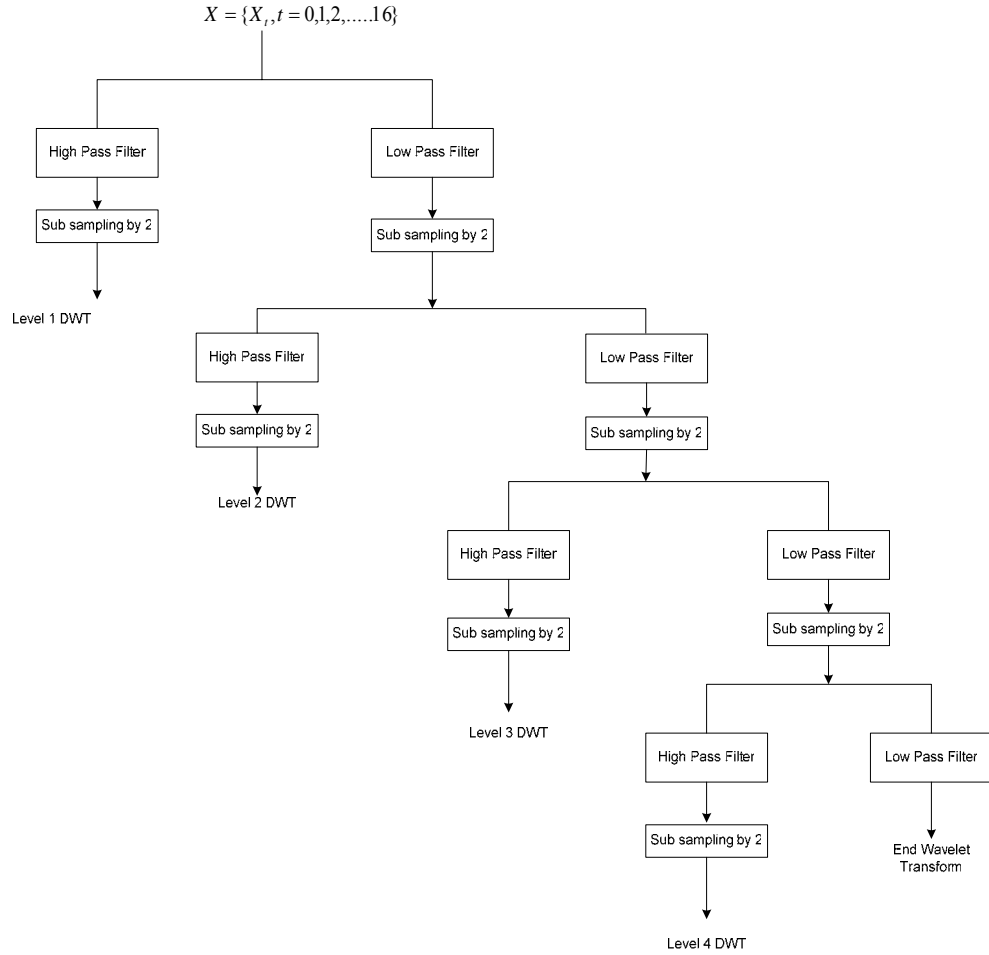 X = {X_t, t = 0,1,2,.....16}
High Pass Filter
Low Pass Filter
Sub sampling by 2
Sub sampling by 2
Level 1 DWT
High Pass Filter
Low Pass Filter
Sub sampling by 2
Sub sampling by 2
Level 2 DWT
High Pass Filter
Low Pass Filter
Sub sampling by 2
Sub sampling by 2
Level 3 DWT
High Pass Filter
Low Pass Filter
Sub sampling by 2
End Wavelet
Transform
Level 4 DWT